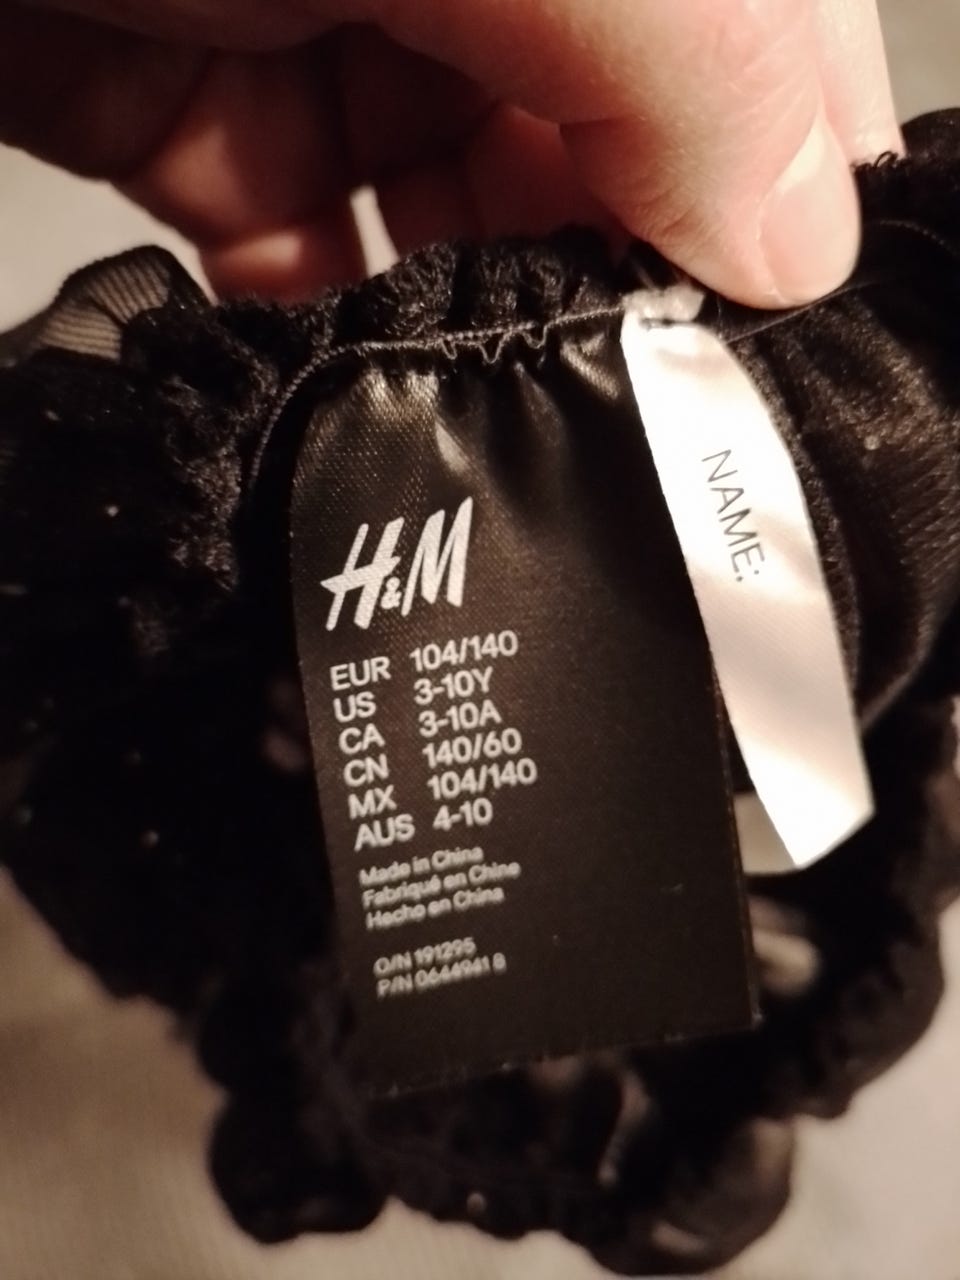 H&M
EUR 104/140
US 3-10Y
CA 3-10A
CN 140/60
MX 104/140
AUS 4-10
Made in China
Fabriqué en Chine
Hecho en China
O/N 191295
P/N 0644941 8
NAME: